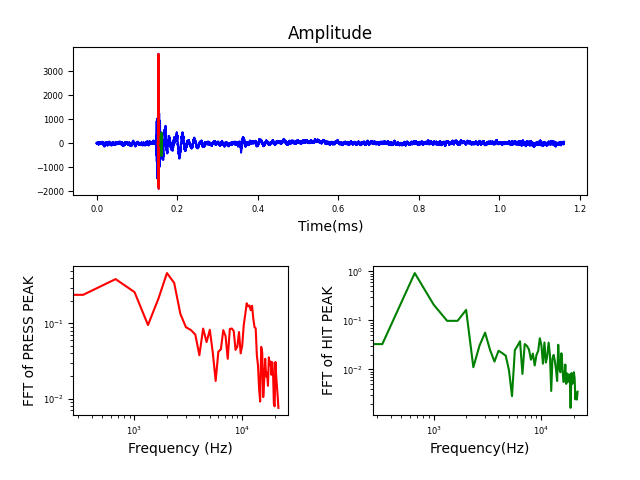 Amplitude
3000
2000
1000
0
−1000
−2000
0.0 0.2 0.4 0.6 0.8 1.0 1.2
Time(ms)
FFT of PRESS PEAK
10⁻¹
10⁻²
10³ 10⁴
Frequency (Hz)
FFT of HIT PEAK
10⁰
10⁻¹
10⁻²
10³ 10⁴
Frequency(Hz)